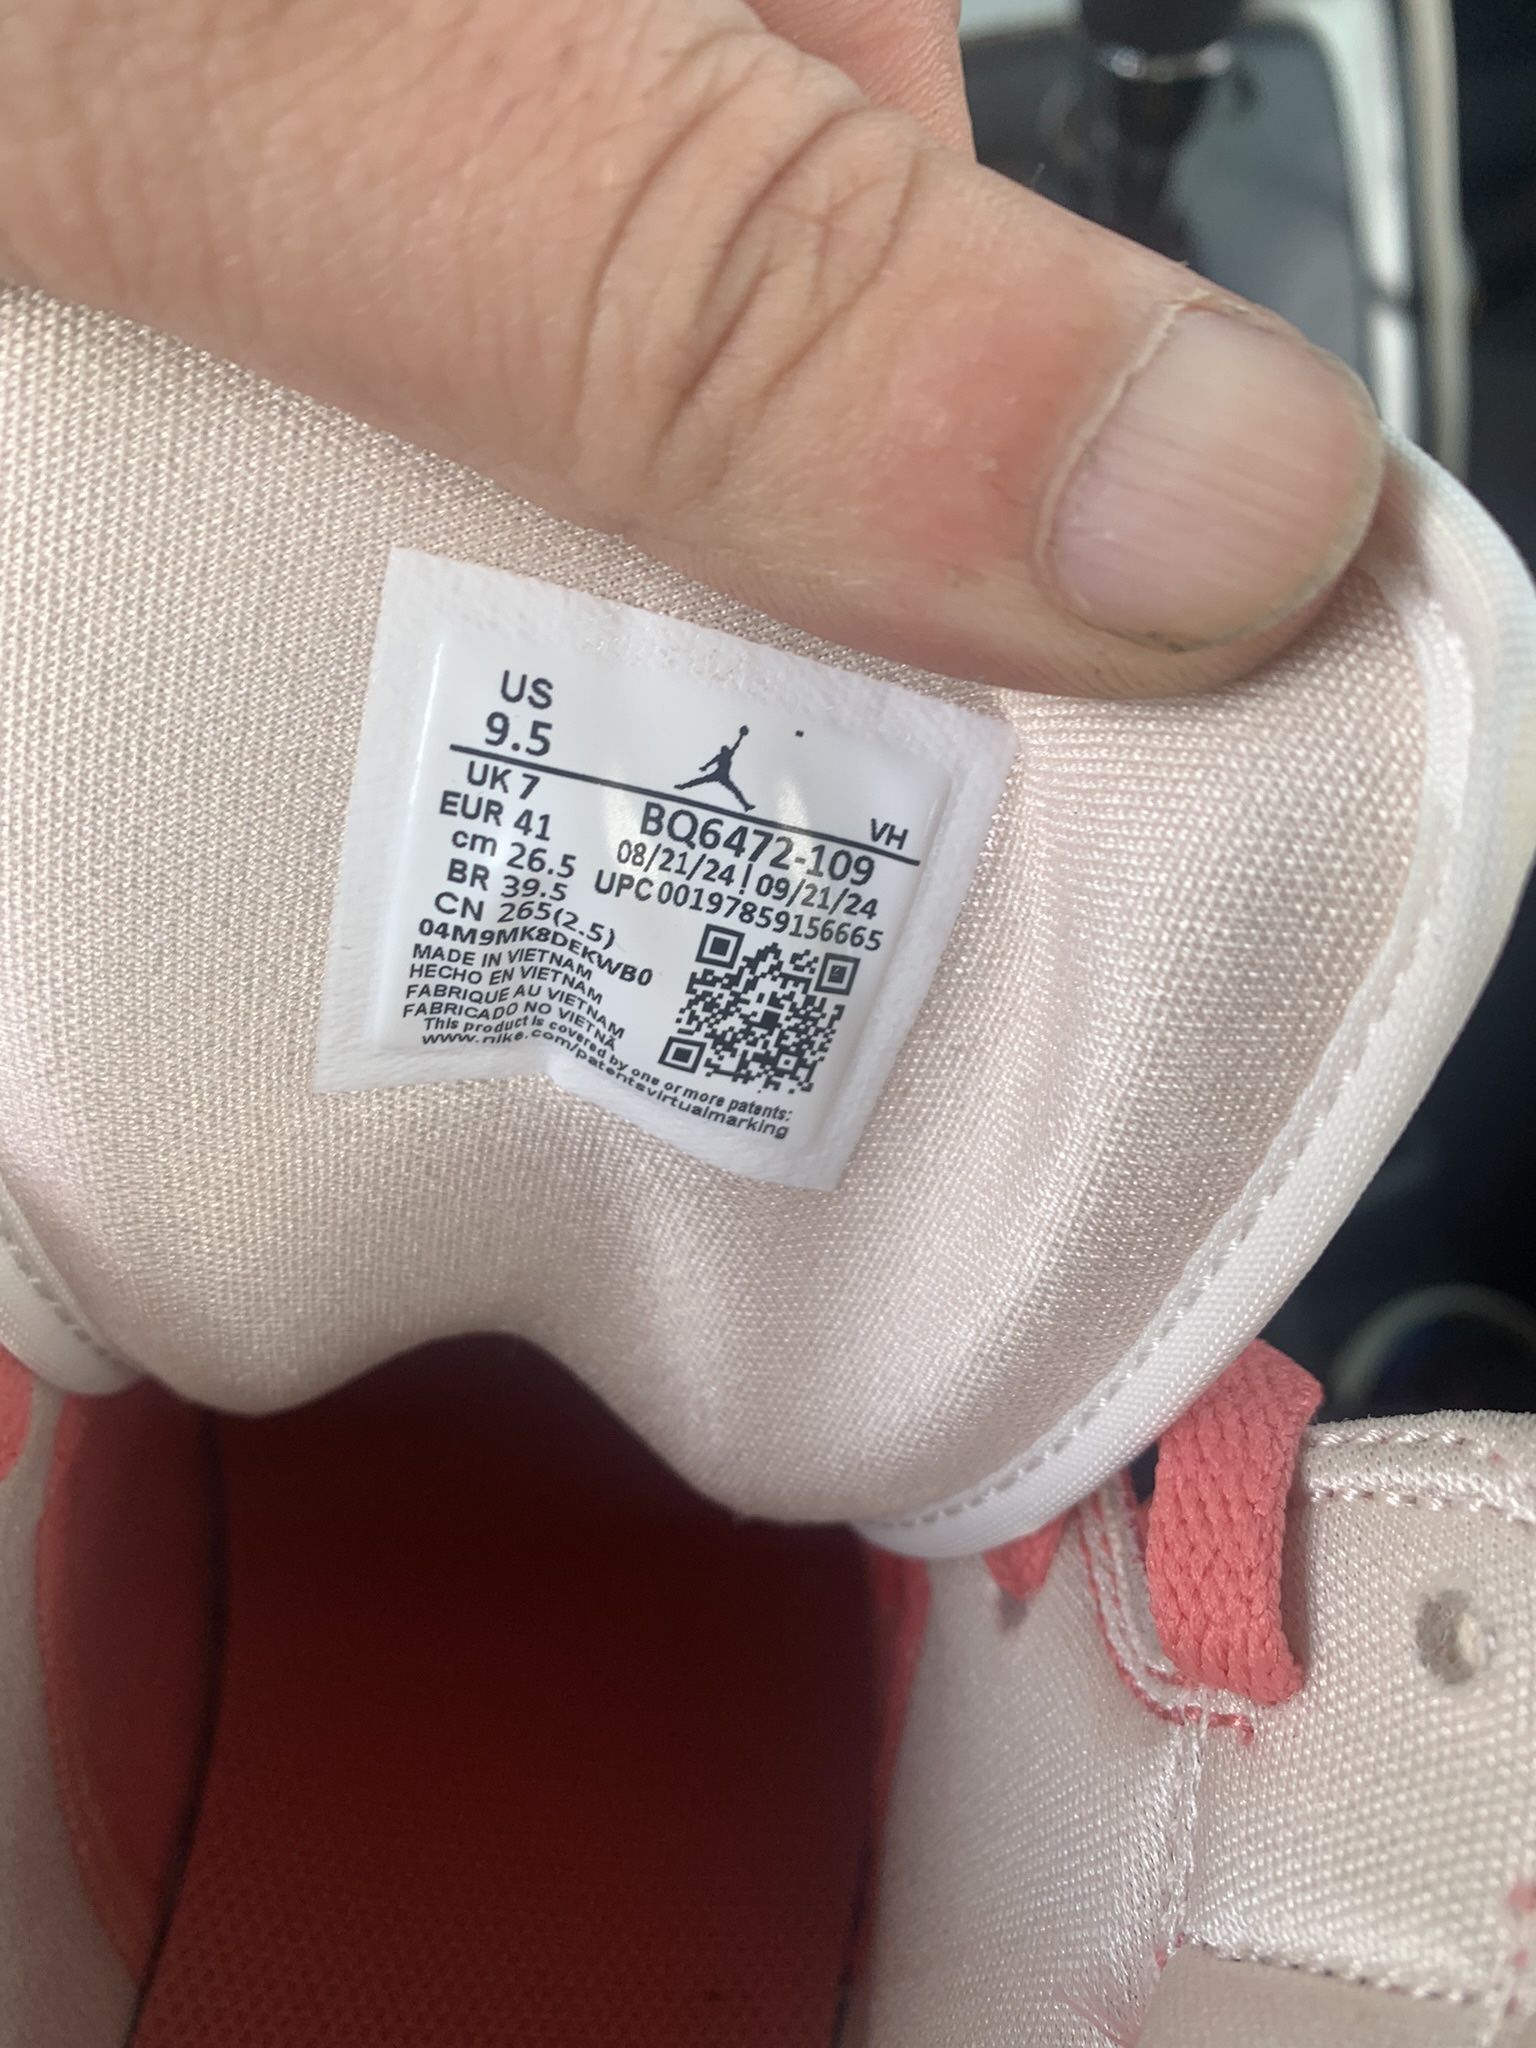 US
9.5
VH
UK 7
EUR 41
cm 26.5
BR 39.5
CN 265(2.5)
BQ6472-109
08/21/24 | 09/21/24
UPC00197859156665
04M9MK8DEKWB0
MADE IN VIETNAM
HECHO EN VIETNAM
FABRIQUE AU VIETNAM
FABRICADO NO VIETNÃ
This product is covered by one or more patents:
www.nike.com/patentsvirtualmarking